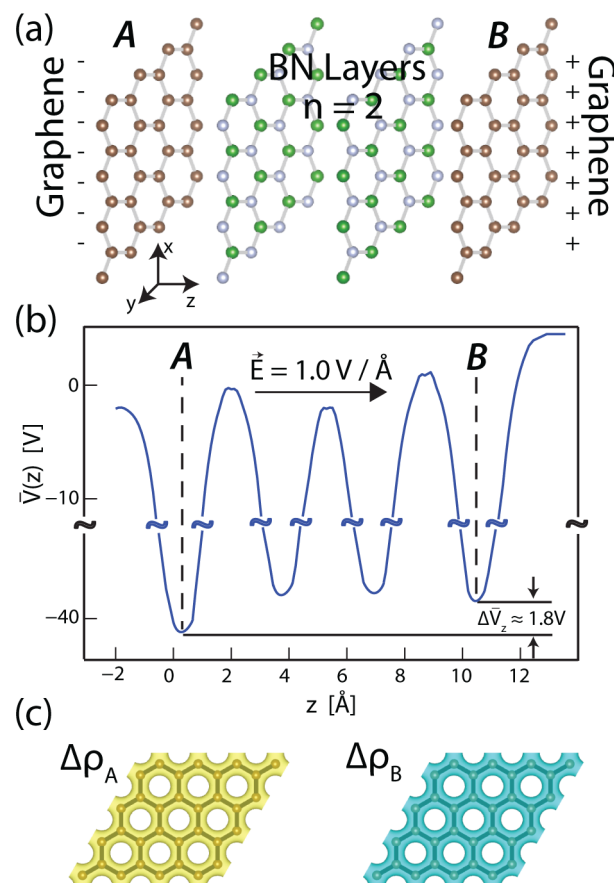 (a)
A
B
BN Layers
n = 2
Graphene
- - - - - - -
+ + + + + + +
Graphene
x
y
z
(b)
A
B
E⃗ = 1.0 V / Å
V̄(z) [V]
0
−10
−40
ΔV̄z ≈ 1.8V
−2 0 2 4 6 8 10 12
z [Å]
(c)
ΔρA
ΔρB